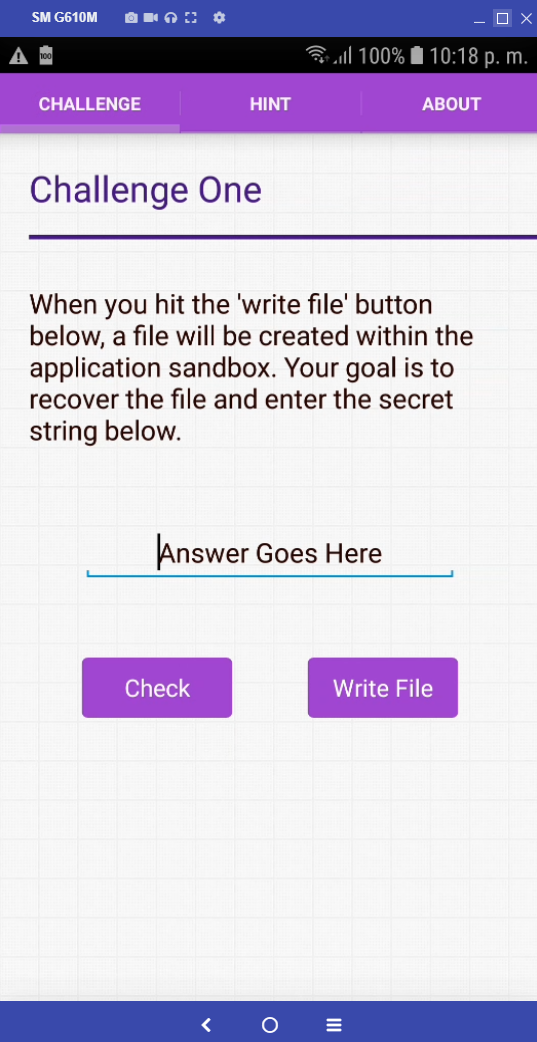 SM G610M
100 100% 10:18 p. m.
CHALLENGE HINT ABOUT
Challenge One
When you hit the 'write file' button
below, a file will be created within the
application sandbox. Your goal is to
recover the file and enter the secret
string below.
Answer Goes Here
Check Write File